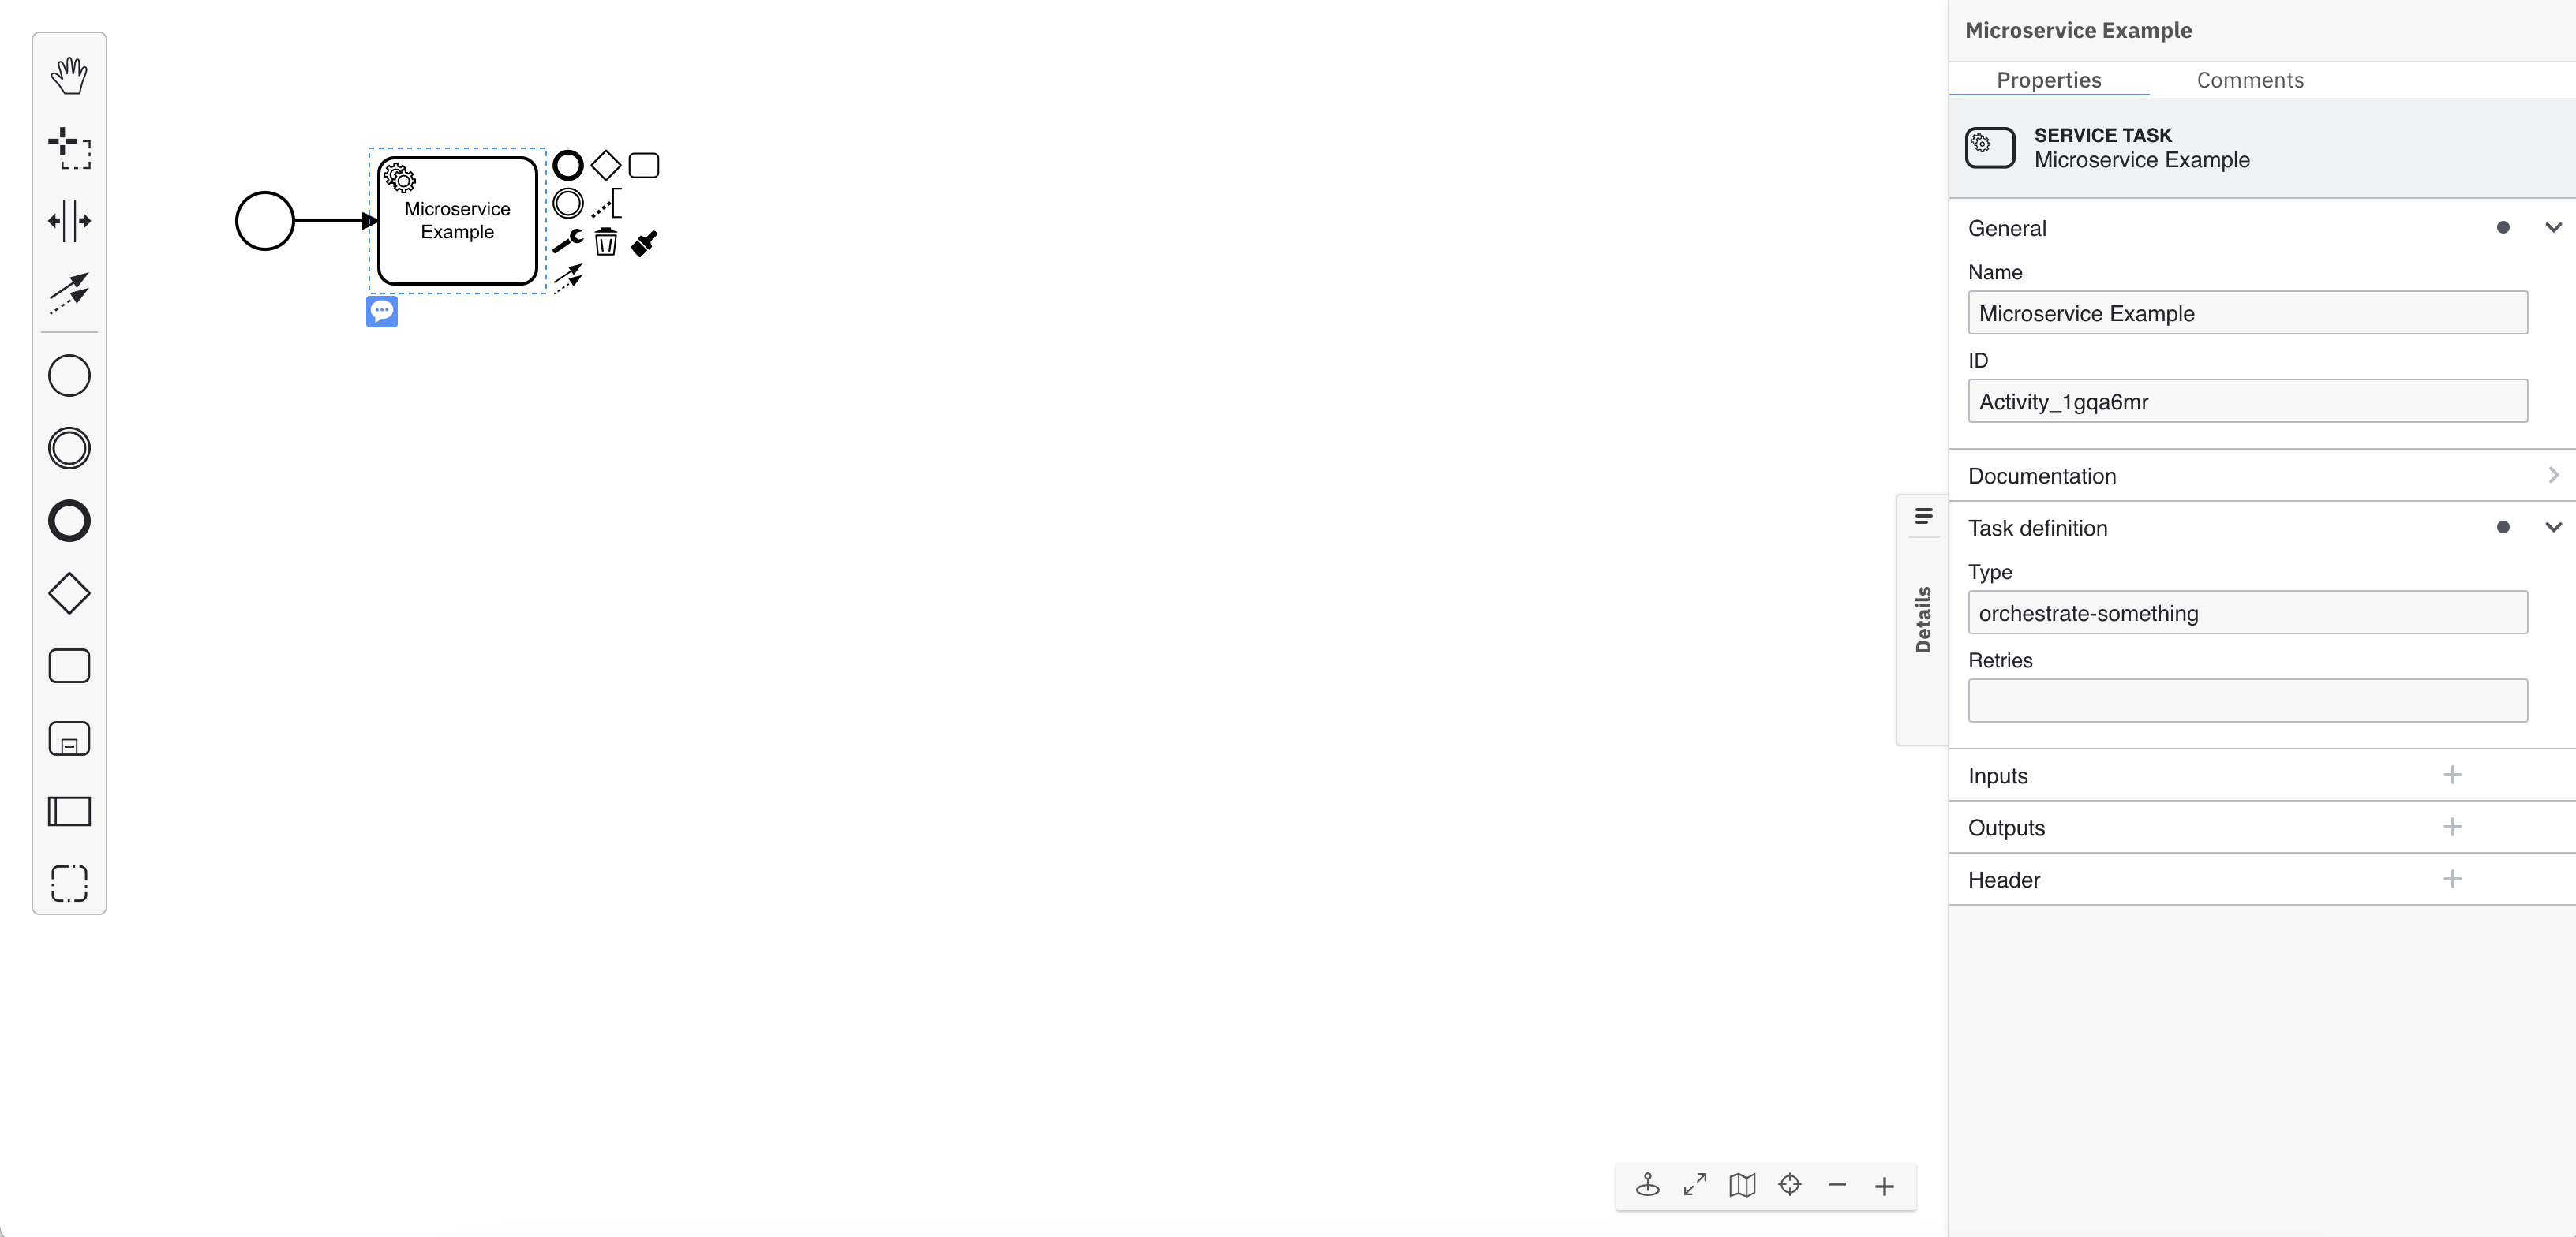 Microservice
Example
Details
Microservice Example
Properties Comments
SERVICE TASK
Microservice Example
General
Name
Microservice Example
ID
Activity_1gqa6mr
Documentation
Task definition
Type
orchestrate-something
Retries
Inputs
Outputs
Header